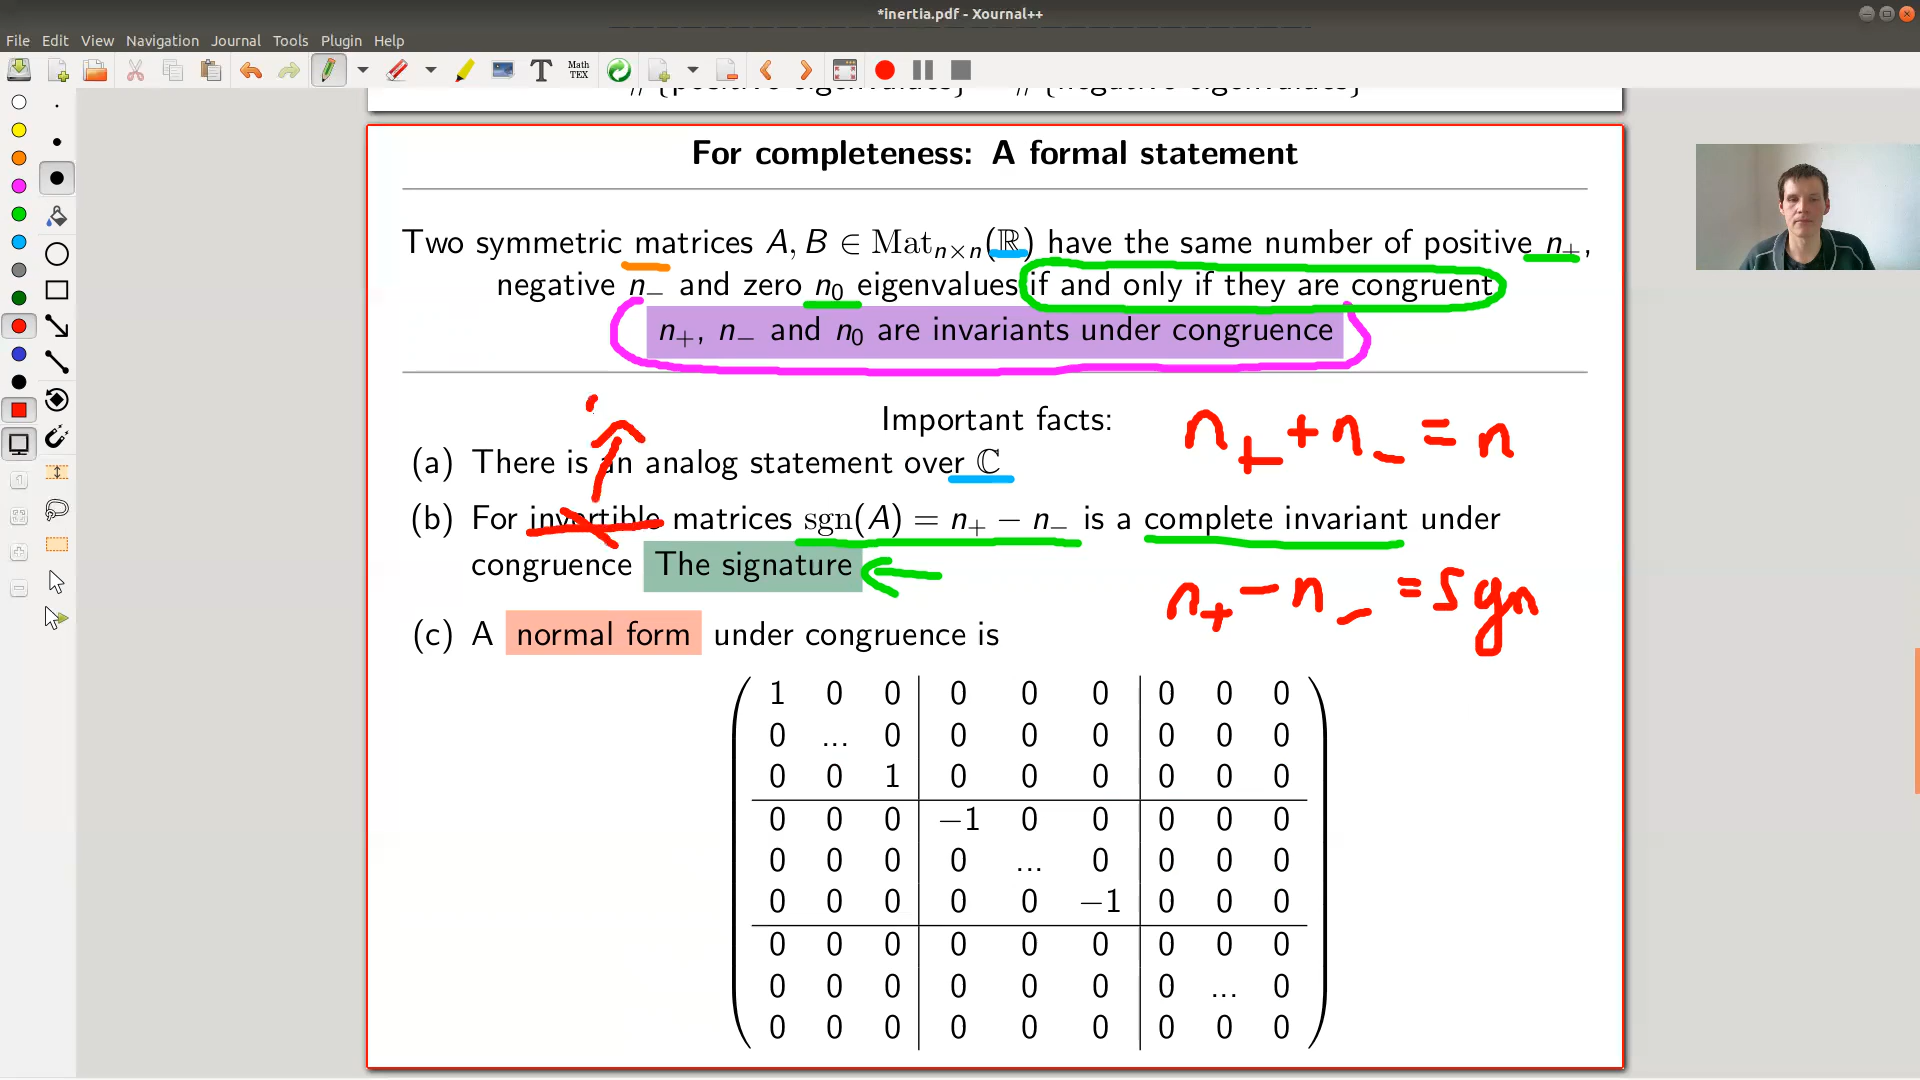 *inertia.pdf - Xournal++
File Edit View Navigation Journal Tools Plugin Help
MATH TEX
# {positive eigenvalues} # {negative eigenvalues}
For completeness: A formal statement
Two symmetric matrices A, B ∈ Mat_{n×n}(ℝ) have the same number of positive n₊,
negative n₋ and zero n₀ eigenvalues if and only if they are congruent
n₊, n₋ and n₀ are invariants under congruence
Important facts:
n₊ + n₋ = n
(a) There is an analog statement over ℂ
(b) For invertible matrices sgn(A) = n₊ − n₋ is a complete invariant under
congruence The signature
n₊ − n₋ = sgn
(c) A normal form under congruence is
1 0 0 0 0 0 0 0 0
0 ... 0 0 0 0 0 0 0
0 0 1 0 0 0 0 0 0
0 0 0 −1 0 0 0 0 0
0 0 0 0 ... 0 0 0 0
0 0 0 0 0 −1 0 0 0
0 0 0 0 0 0 0 0 0
0 0 0 0 0 0 0 ... 0
0 0 0 0 0 0 0 0 0